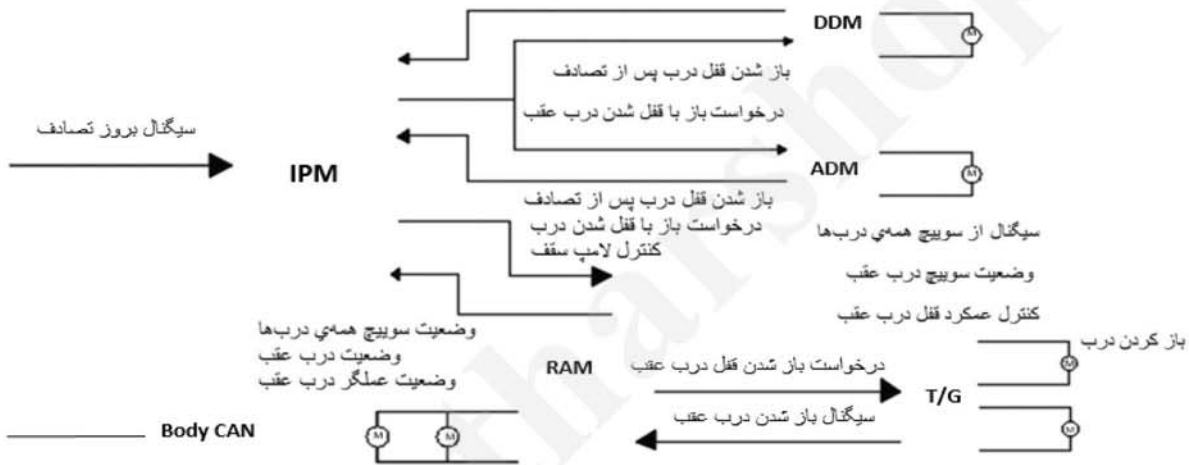 DDM
M
باز شدن قفل درب پس از تصادف
درخواست باز با قفل شدن درب عقب
سیگنال بروز تصادف
IPM
ADM
M
باز شدن قفل درب پس از تصادف
درخواست باز با قفل شدن درب
کنترل لامپ سقف
سیگنال از سوییچ همه‌ي درب‌ها
وضعیت سوییچ درب عقب
کنترل عمکرد قفل درب عقب
وضعیت سوییچ همه‌ي درب‌ها
وضعیت درب عقب
وضعیت عملگر درب عقب
باز کردن درب
M
RAM
درخواست باز شدن قفل درب عقب
T/G
سیگنال باز شدن درب عقب
M
Body CAN
M M